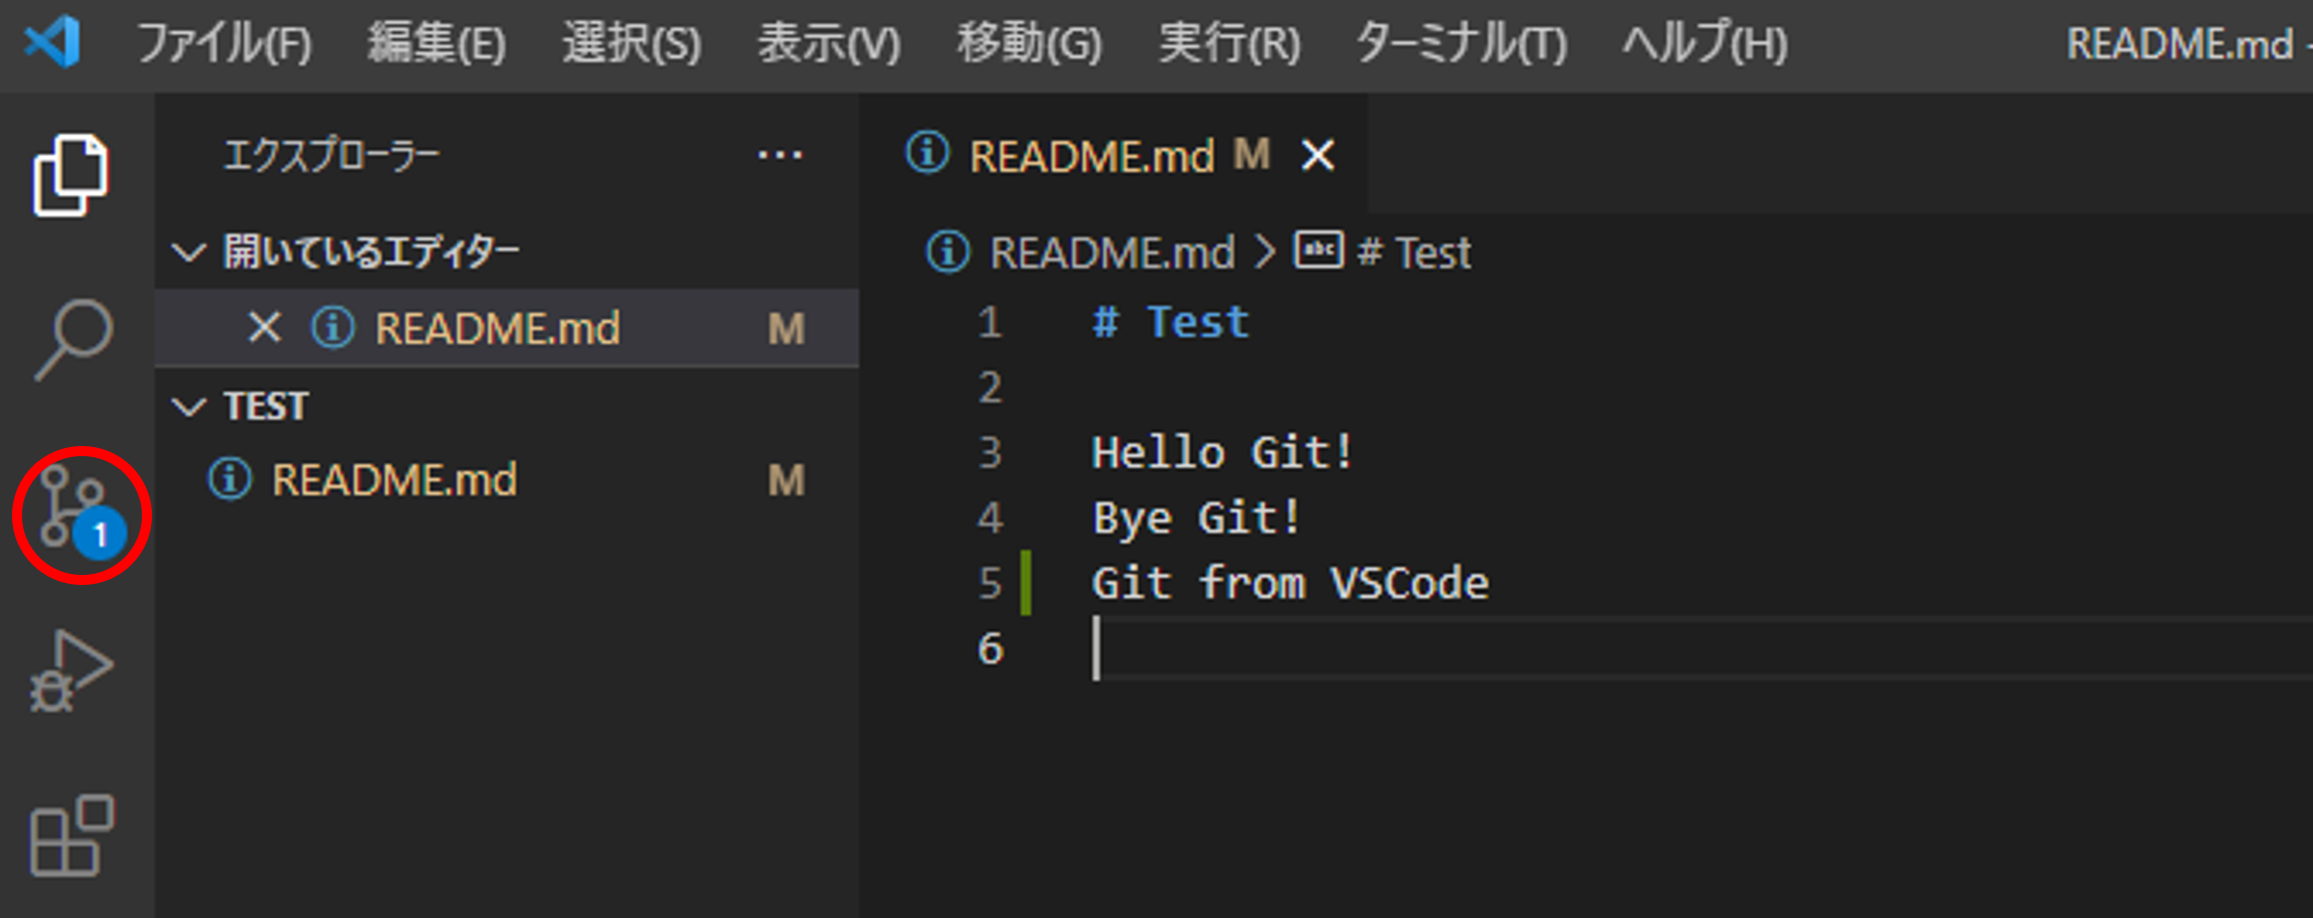 ファイル(F) 編集(E) 選択(S) 表示(V) 移動(G) 実行(R) ターミナル(T) ヘルプ(H) README.md -
エクスプローラー ···
開いているエディター
README.md M
TEST
README.md M
1
README.md M
README.md > abc # Test
1 # Test
2
3 Hello Git!
4 Bye Git!
5 Git from VSCode
6